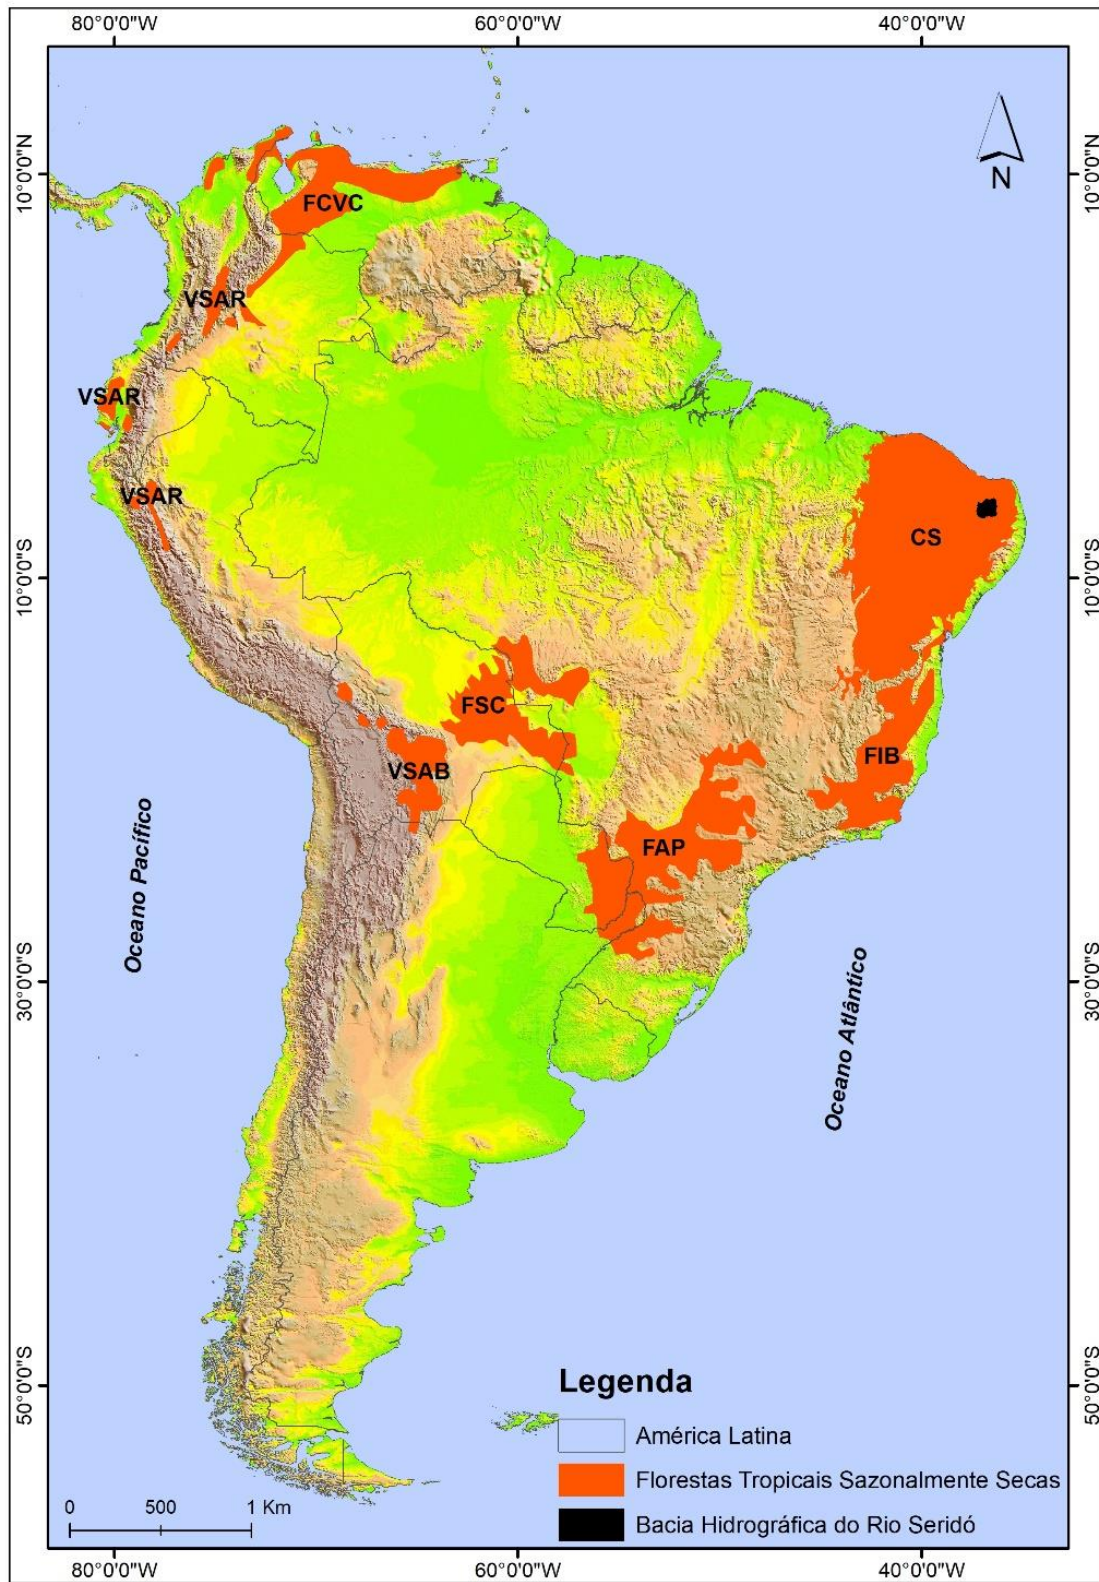 80°0'0"W 60°0'0"W 40°0'0"W
10°0'0"N 10°0'0"N
N
FCVC
VSAR
VSAR
VSAR
CS
10°0'0"S 10°0'0"S
FSC
FIB
VSAB
FAP
Oceano Pacífico
Oceano Atlântico
30°0'0"S 30°0'0"S
50°0'0"S 50°0'0"S
Legenda
América Latina
Florestas Tropicais Sazonalmente Secas
Bacia Hidrográfica do Rio Seridó
0 500 1 Km
80°0'0"W 60°0'0"W 40°0'0"W